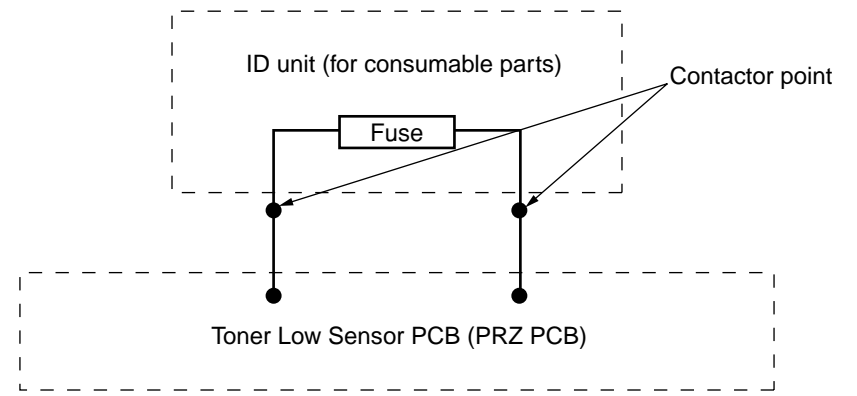 ID unit (for consumable parts)
Contactor point
Fuse
Toner Low Sensor PCB (PRZ PCB)